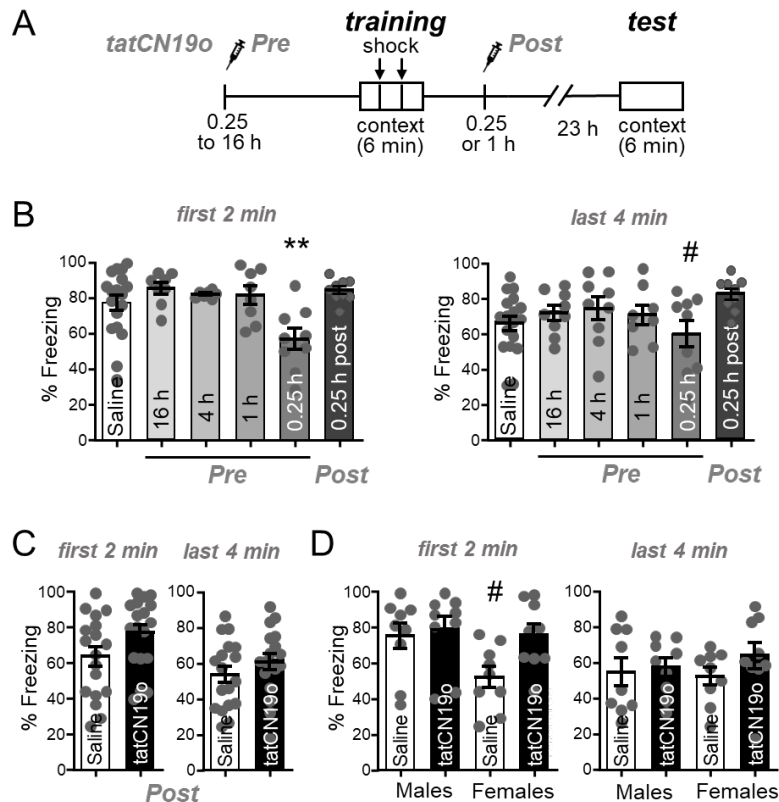 A
tatCN19o
Pre
training
shock
Post
test
0.25
to 16 h
context
(6 min)
0.25
or 1 h
23 h
context
(6 min)
B
first 2 min
% Freezing
100
80
60
40
20
0
**
Saline
16 h
4 h
1 h
0.25 h
0.25 h post
Pre
Post
last 4 min
% Freezing
100
80
60
40
20
0
#
Saline
16 h
4 h
1 h
0.25 h
0.25 h post
Pre
Post
C
first 2 min
last 4 min
% Freezing
100
80
60
40
20
0
Saline
tatCN19o
100
80
60
40
20
0
Saline
tatCN19o
Post
D
first 2 min
% Freezing
100
80
60
40
20
0
#
Saline
tatCN19o
Saline
tatCN19o
Males
Females
last 4 min
100
80
60
40
20
0
Saline
tatCN19o
Saline
tatCN19o
Males
Females